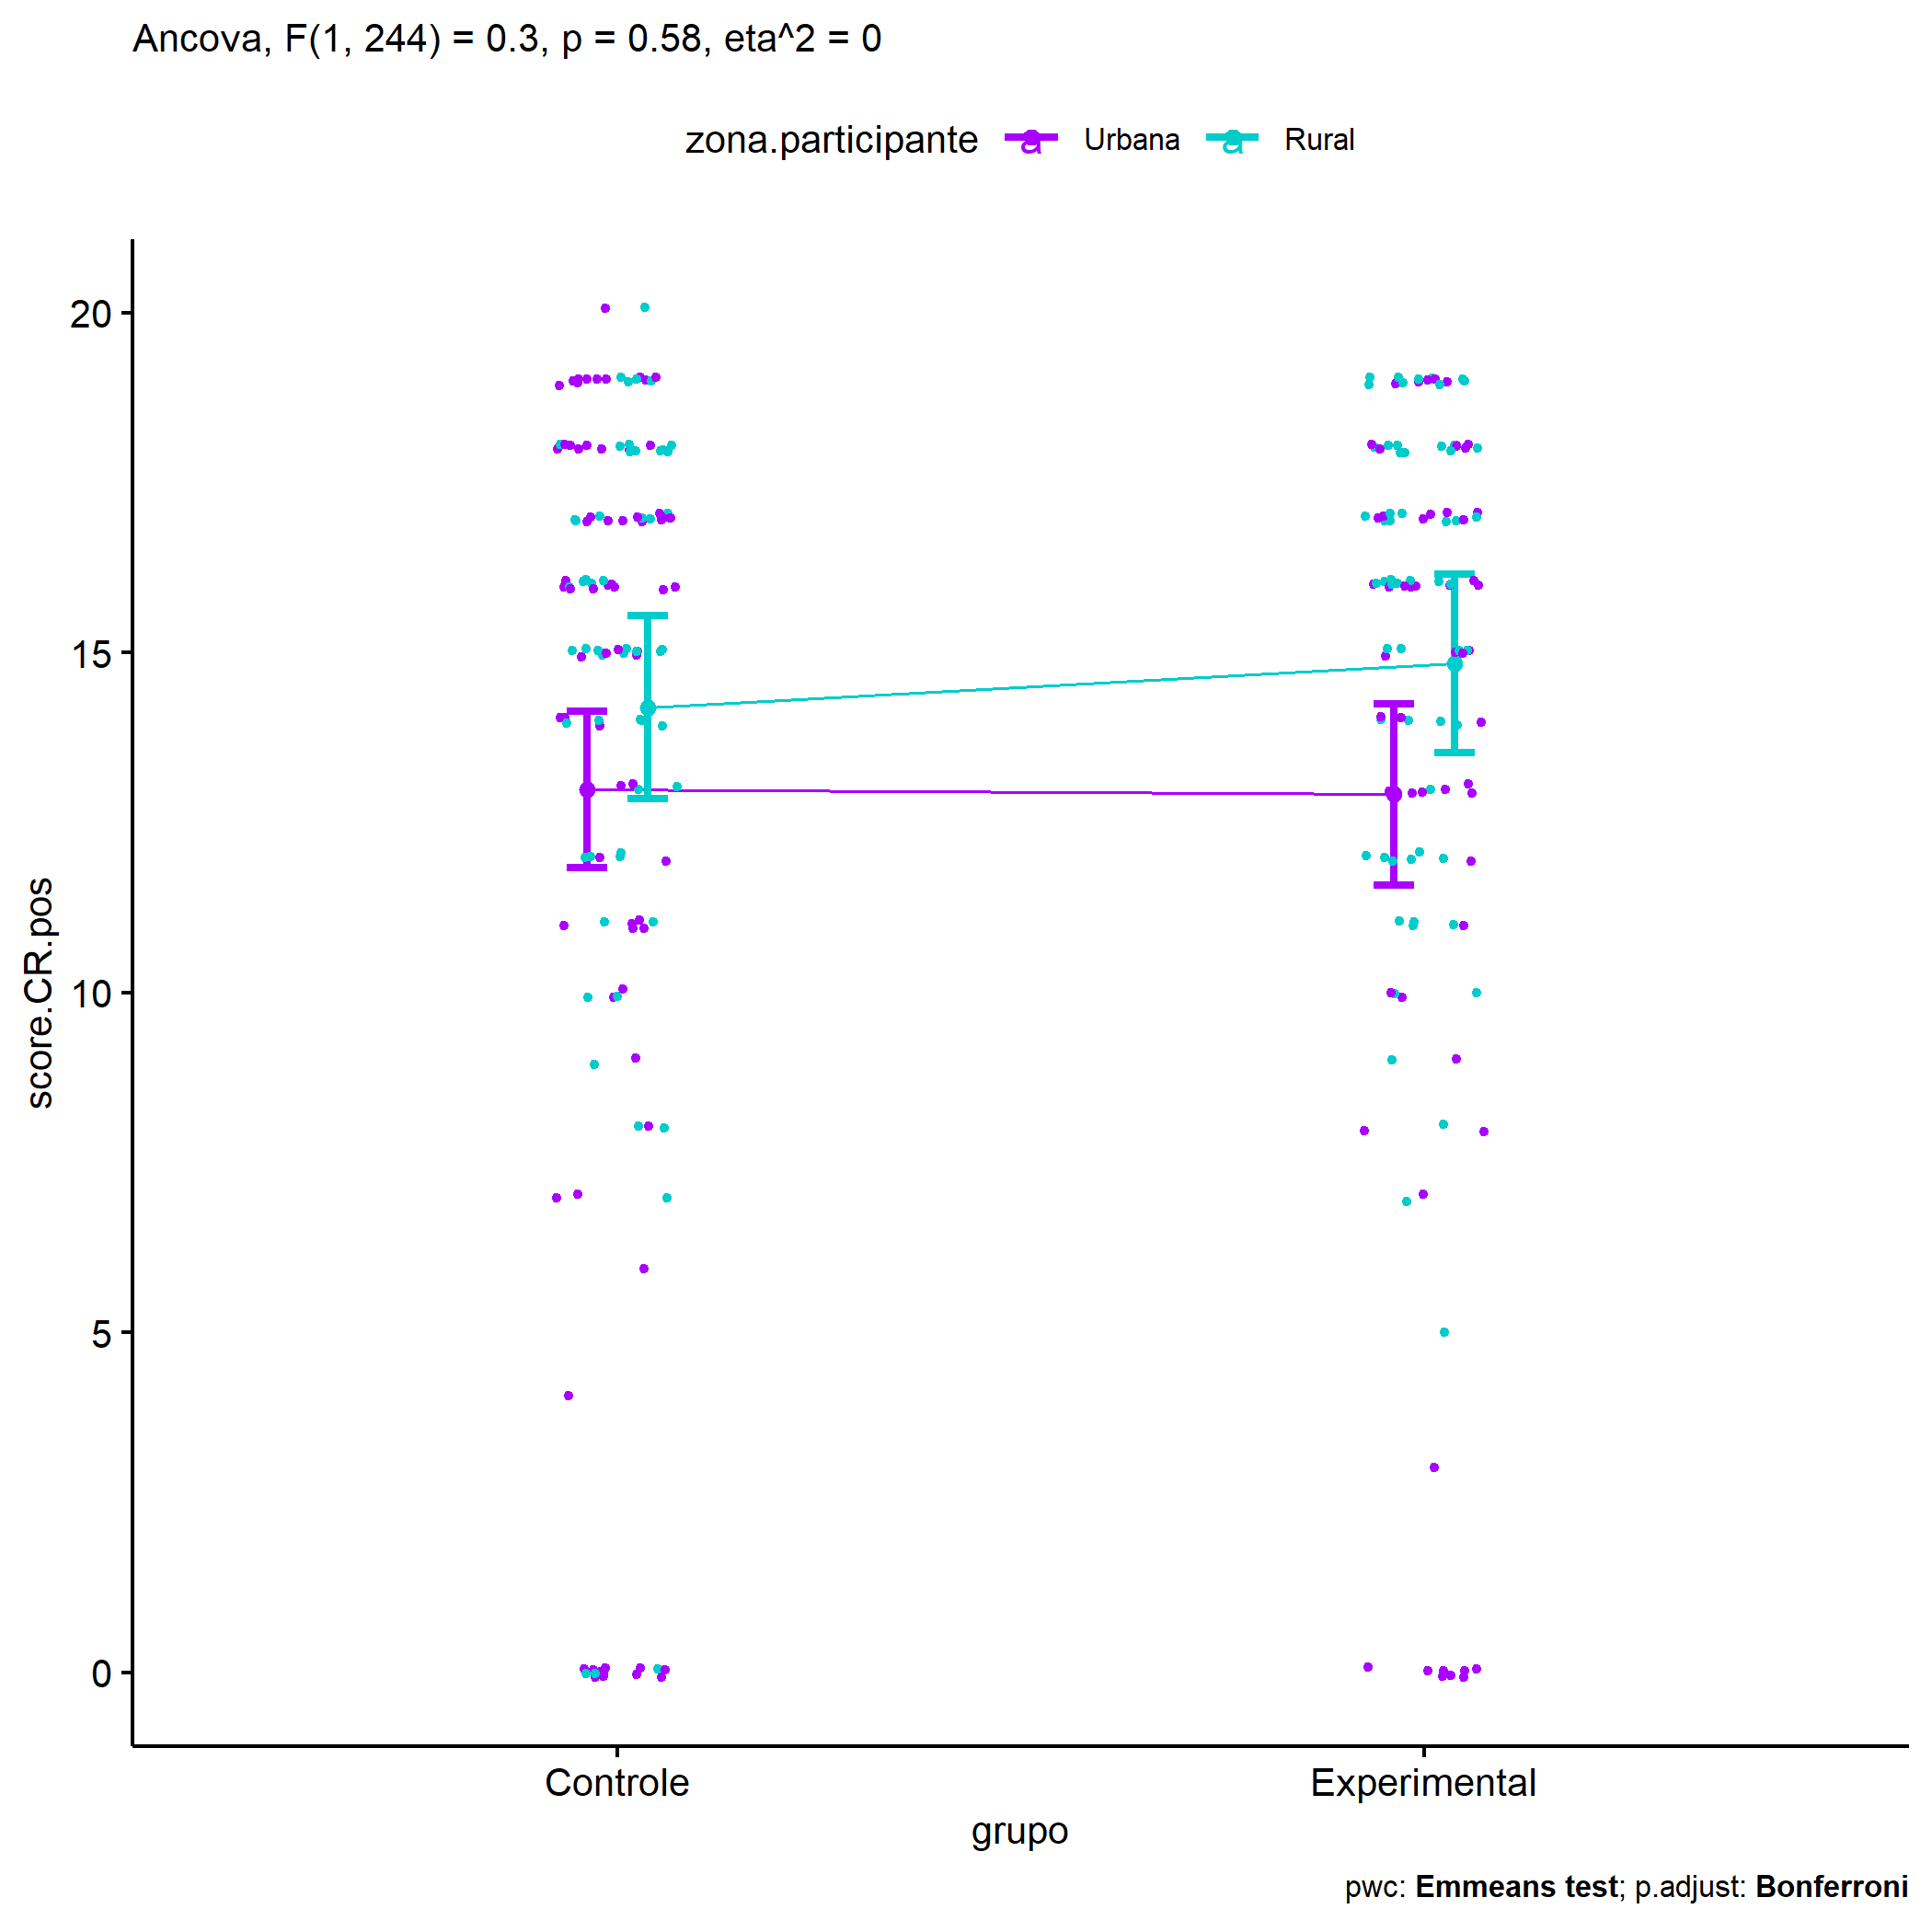 Ancova, F(1, 244) = 0.3, p = 0.58, eta^2 = 0
zona.participante a Urbana a Rural
20
15
10
5
0
score.CR.pos
Controle Experimental
grupo
pwc: Emmeans test; p.adjust: Bonferroni